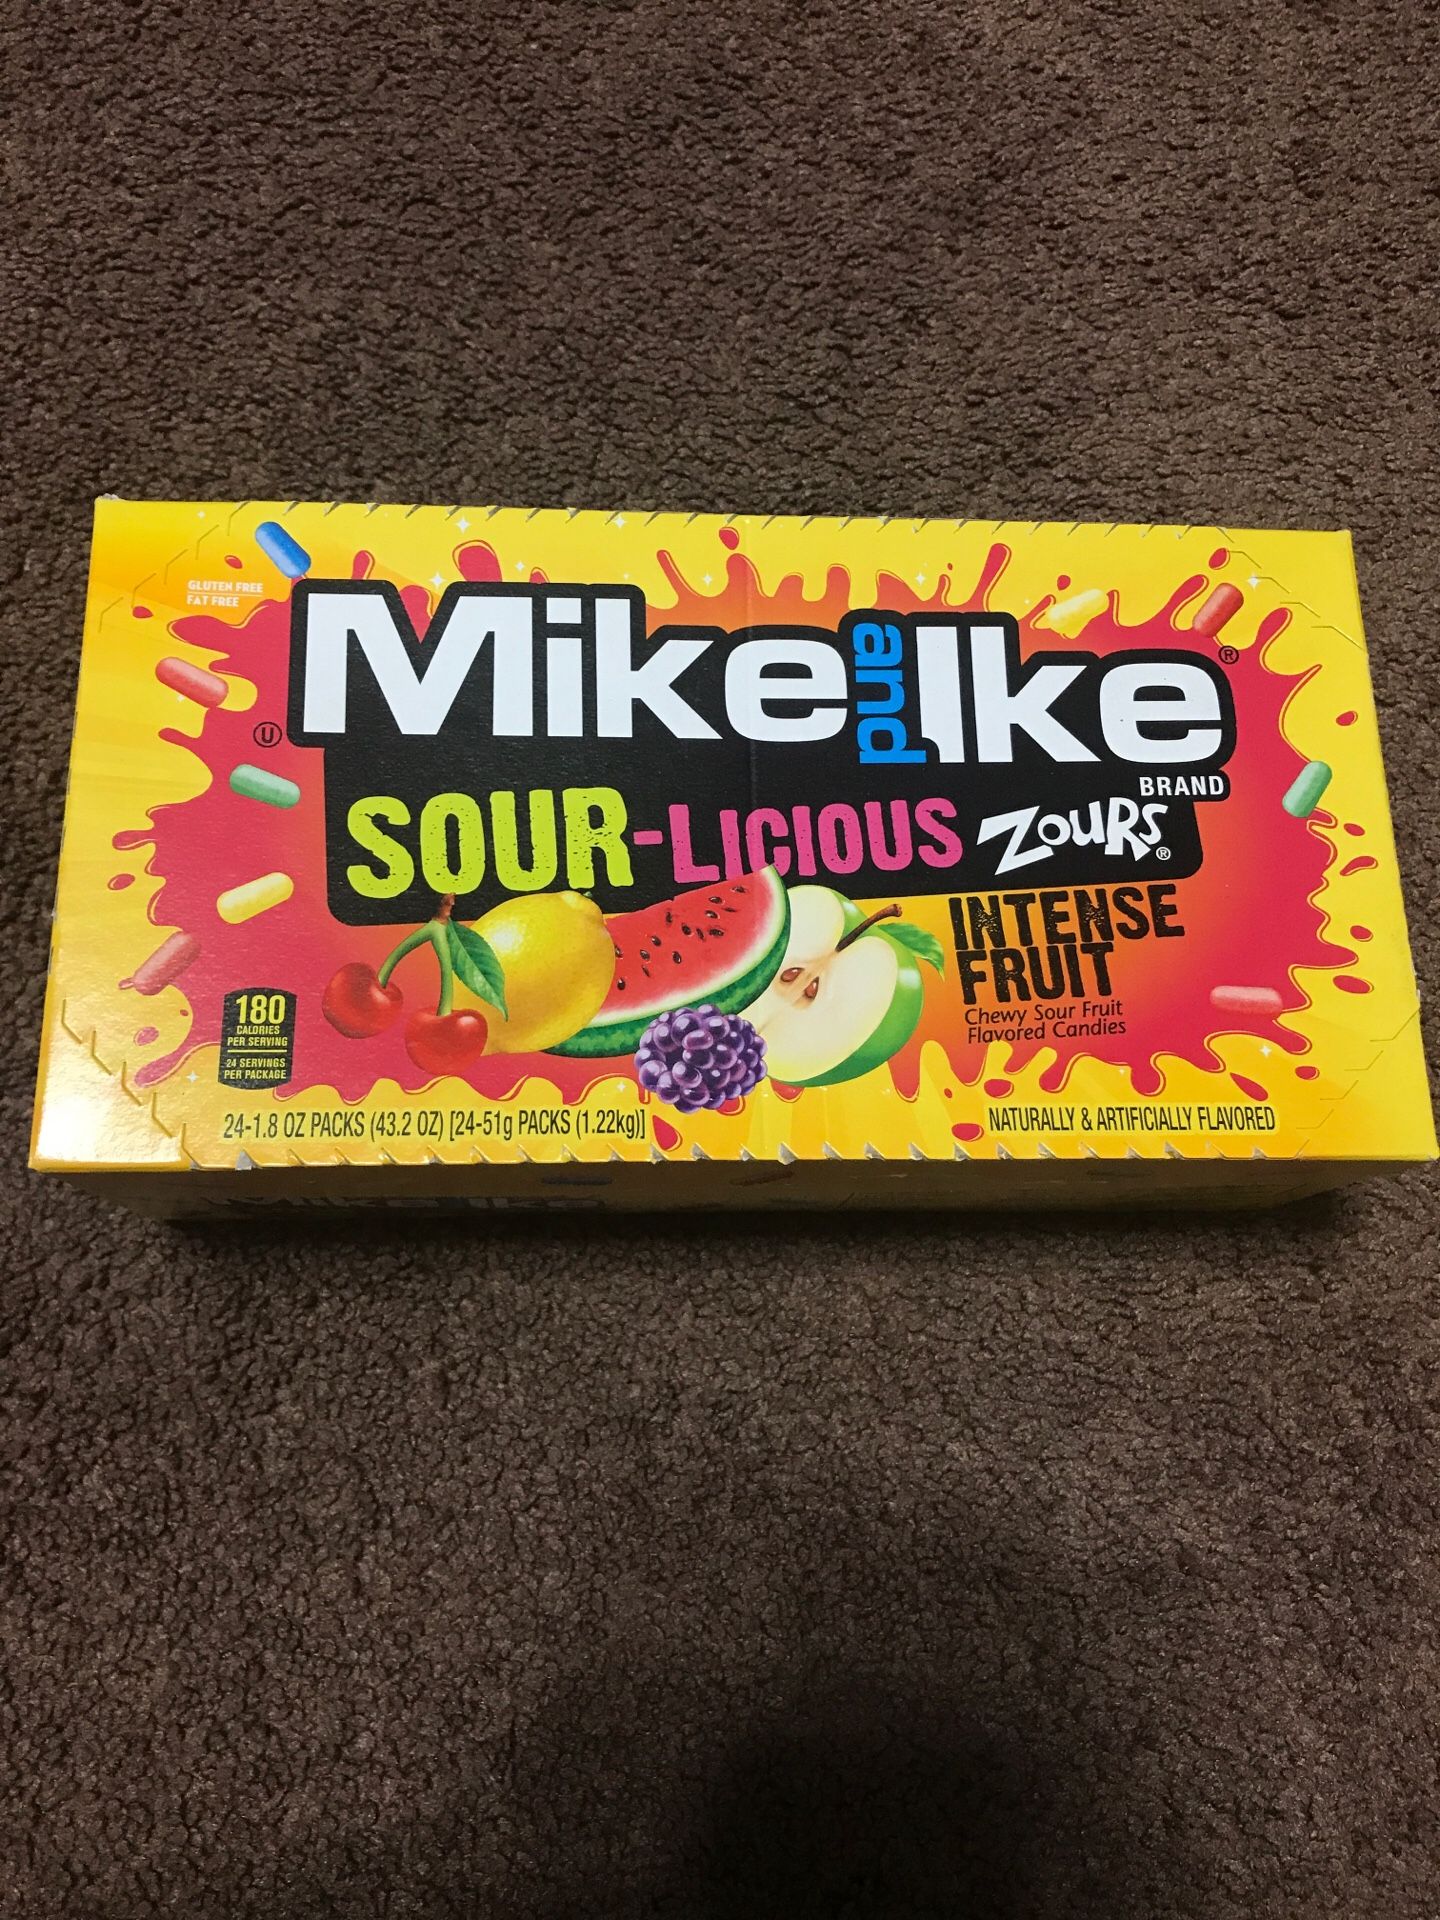 GLUTEN FREE
FAT FREE
Mike and Ike®
BRAND
SOUR-LICIOUS ZOURS®
INTENSE
FRUIT
Chewy Sour Fruit
Flavored Candies
U
180
CALORIES
PER SERVING
24 SERVINGS
PER PACKAGE
24-1.8 OZ PACKS (43.2 OZ) [24-51g PACKS (1.22kg)]
NATURALLY & ARTIFICIALLY FLAVORED